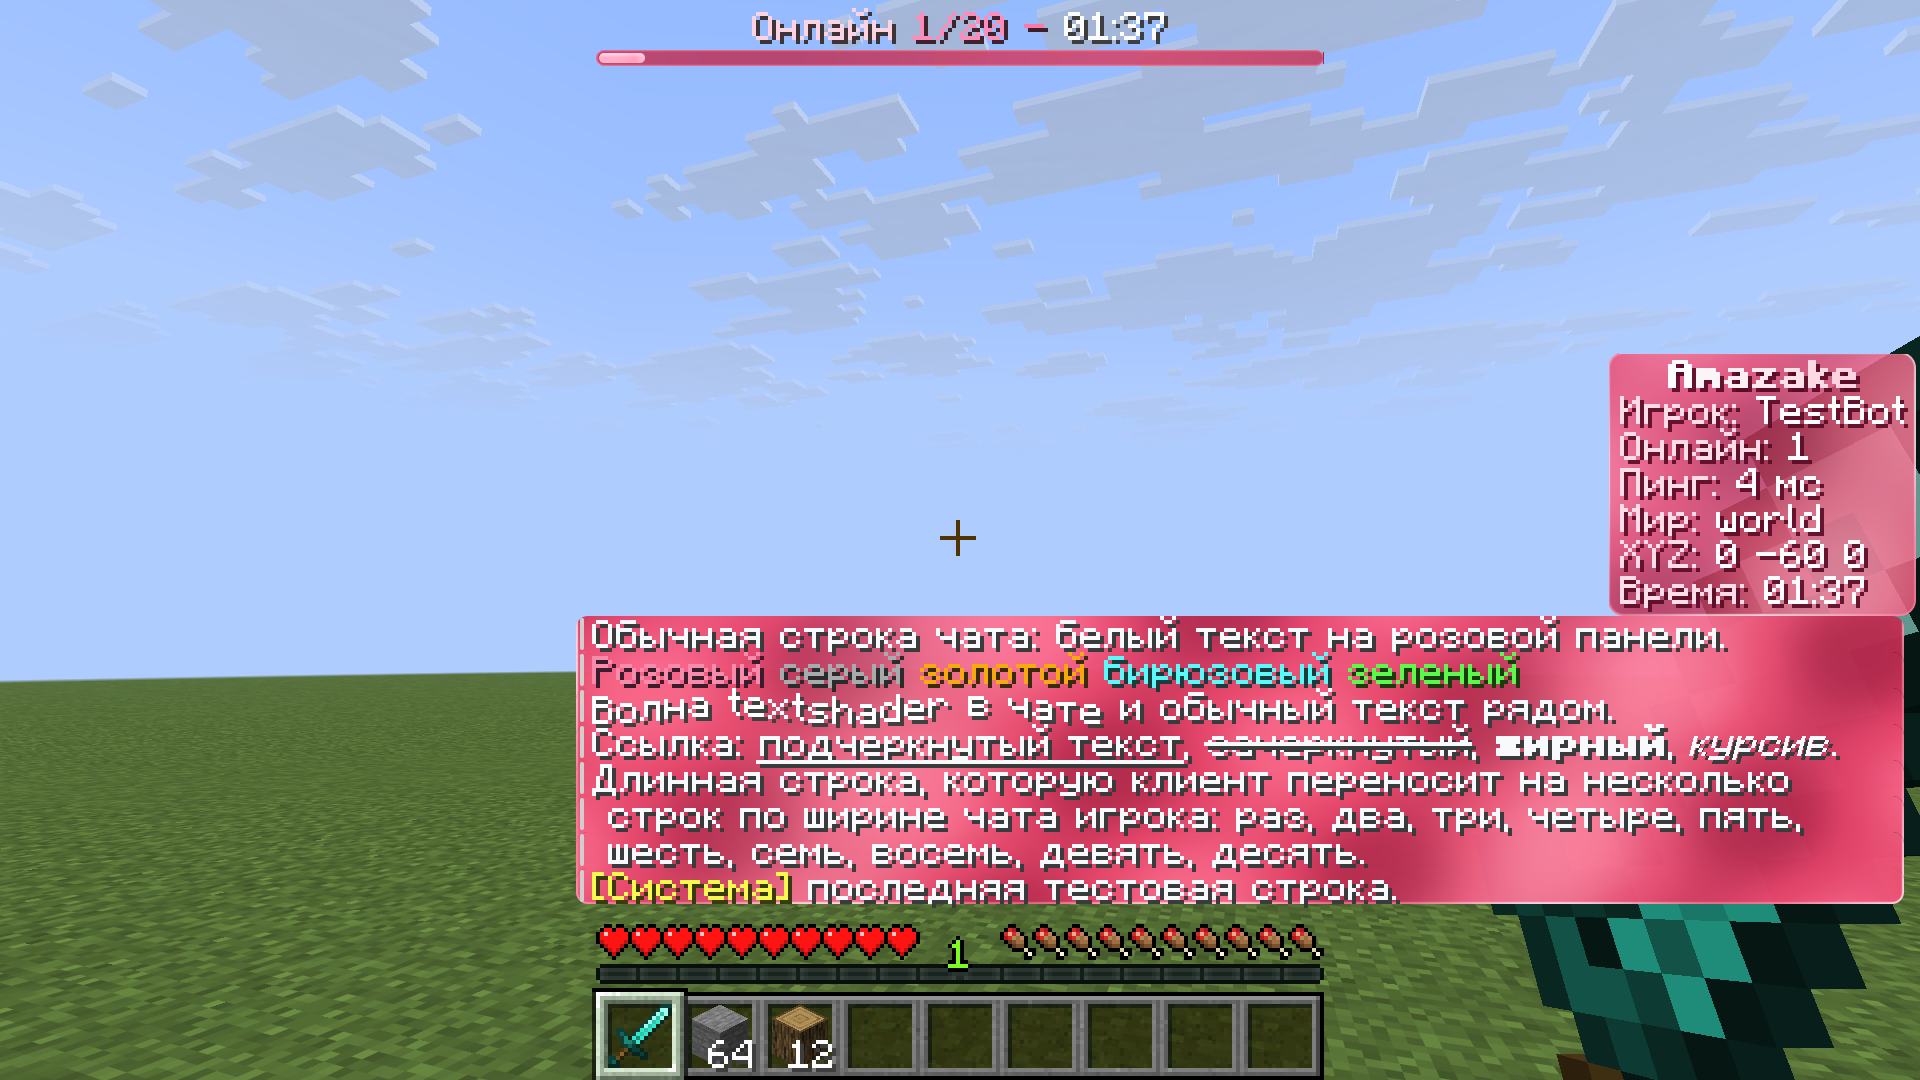 Онлайн 1/20 - 01:37
Amazake
Игрок: TestBot
Онлайн: 1
Пинг: 4 мс
Мир: world
XYZ: 0 -60 0
Время: 01:37
Обычная строка чата: белый текст на розовой панели.
Розовый серый золотой бирюзовый зеленый
Волна textshader в чате и обычный текст рядом.
Ссылка: подчеркнутый текст, зачеркнутый, жирный, курсив.
Длинная строка, которую клиент переносит на несколько
строк по ширине чата игрока: раз, два, три, четыре, пять,
шесть, семь, восемь, девять, десять.
[Система] последняя тестовая строка.
1
64 12